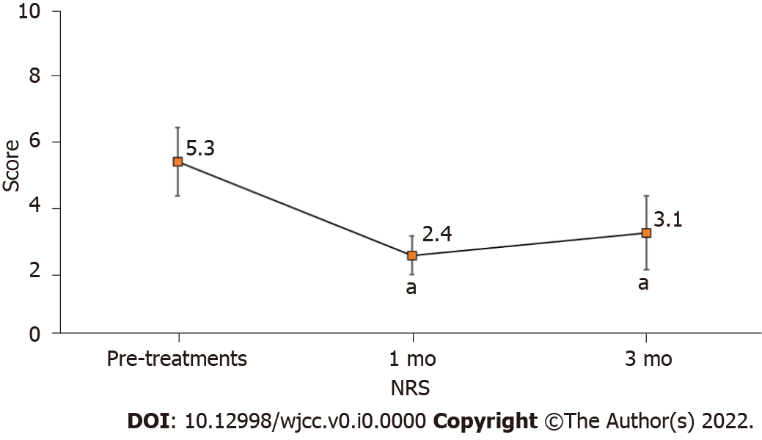 10
8
6
4
2
0
Score
5.3
2.4
3.1
a
a
Pre-treatments
1 mo
3 mo
NRS
DOI: 10.12998/wjcc.v0.i0.0000 Copyright ©The Author(s) 2022.